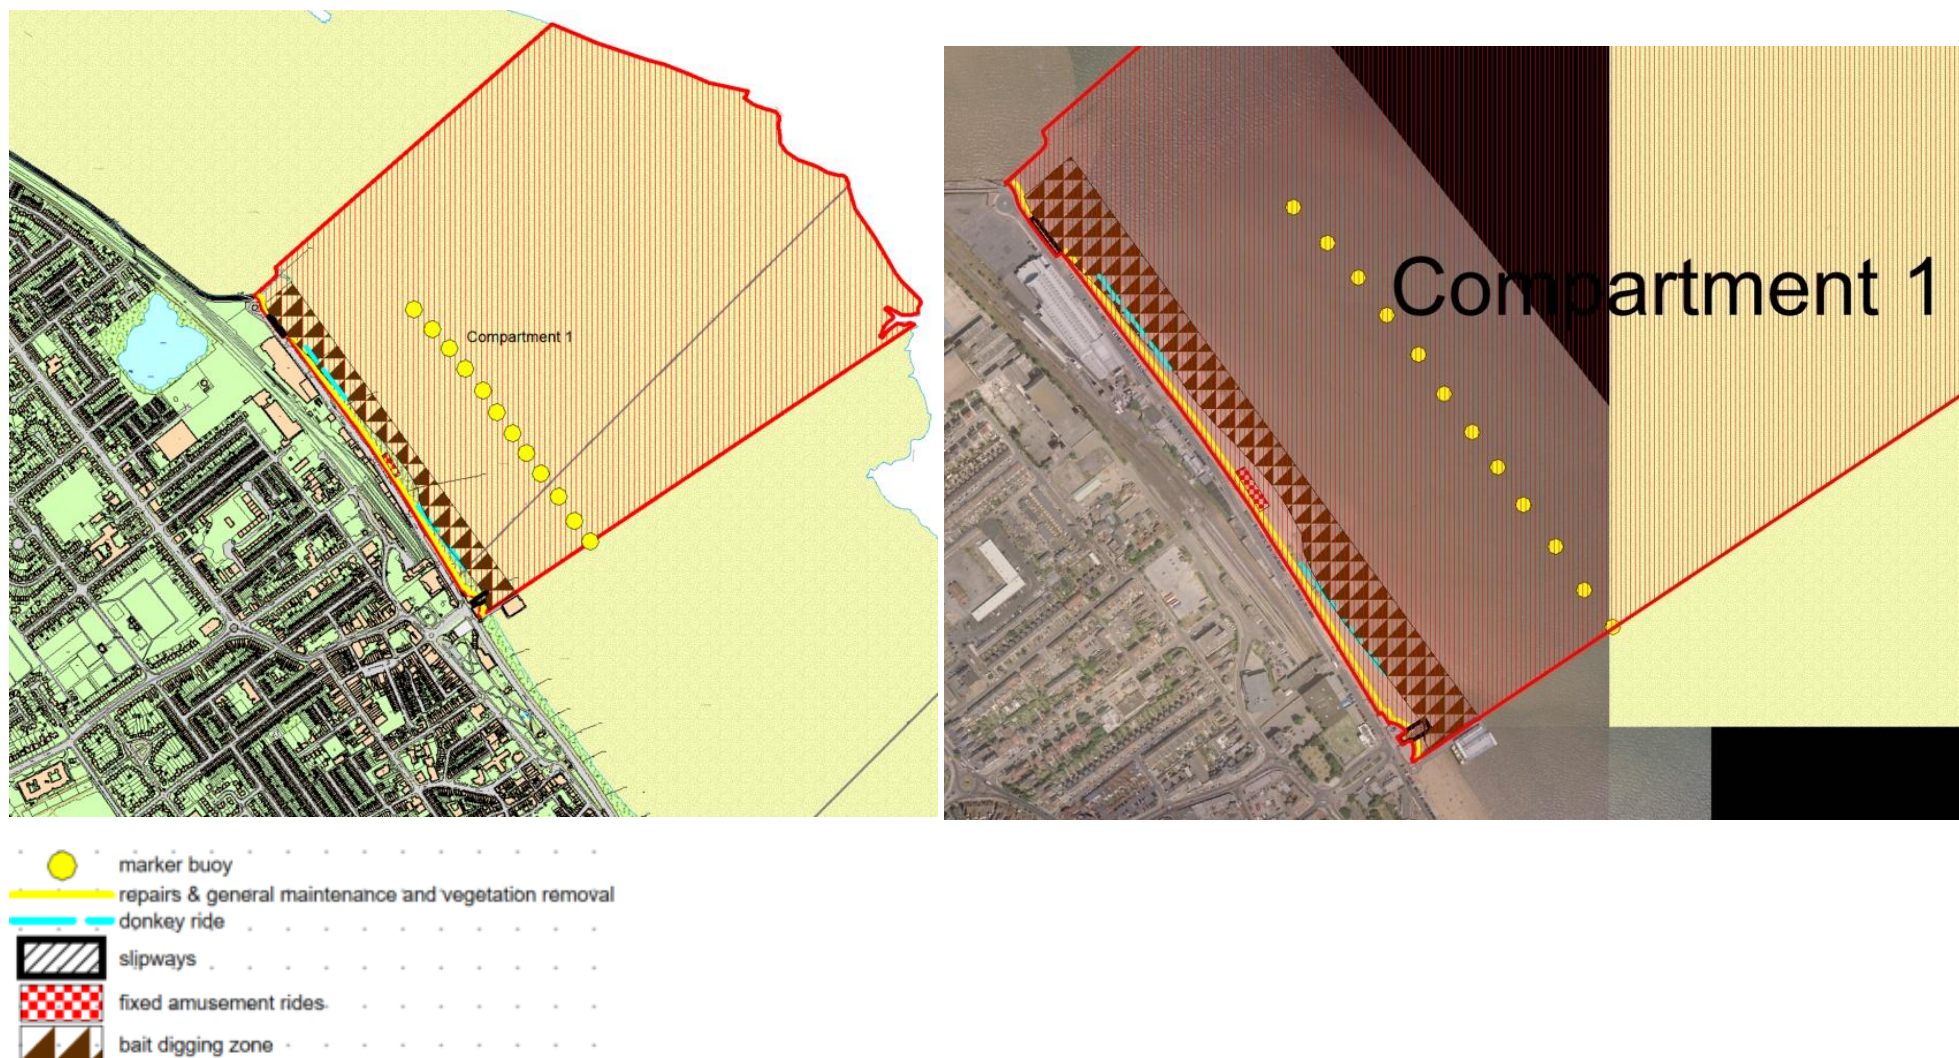 Compartment 1
Compartment 1
marker buoy
repairs & general maintenance and vegetation removal
donkey ride
slipways
fixed amusement rides
bait digging zone